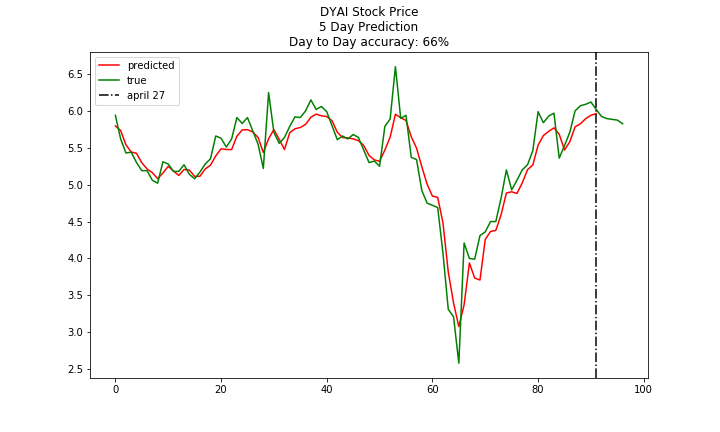 DYAI Stock Price
5 Day Prediction
Day to Day accuracy: 66%
predicted
true
april 27
6.5
6.0
5.5
5.0
4.5
4.0
3.5
3.0
2.5
0
20
40
60
80
100